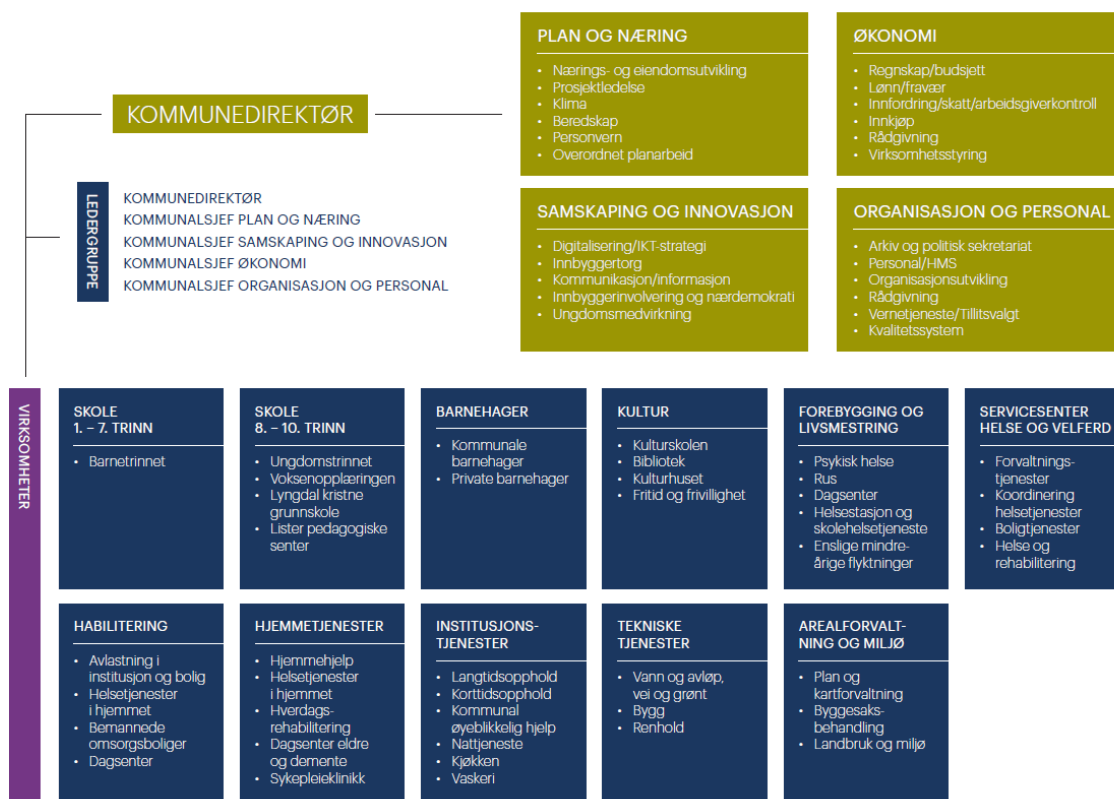 KOMMUNEDIREKTØR
LEDERGRUPPE
KOMMUNEDIREKTØR
KOMMUNALSJEF PLAN OG NÆRING
KOMMUNALSJEF SAMSKAPING OG INNOVASJON
KOMMUNALSJEF ØKONOMI
KOMMUNALSJEF ORGANISASJON OG PERSONAL
PLAN OG NÆRING
• Nærings- og eiendomsutvikling
• Prosjektledelse
• Klima
• Beredskap
• Personvern
• Overordnet planarbeid
ØKONOMI
• Regnskap/budsjett
• Lønn/fravær
• Innfordring/skatt/arbeidsgiverkontroll
• Innkjøp
• Rådgivning
• Virksomhetsstyring
SAMSKAPING OG INNOVASJON
• Digitalisering/IKT-strategi
• Innbyggertorg
• Kommunikasjon/informasjon
• Innbyggerinvolvering og nærdemokrati
• Ungdomsmedvirkning
ORGANISASJON OG PERSONAL
• Arkiv og politisk sekretariat
• Personal/HMS
• Organisasjonsutvikling
• Rådgivning
• Vernetjeneste/Tillitsvalgt
• Kvalitetssystem
VIRKSOMHETER
SKOLE
1. – 7. TRINN
• Barnetrinnet
SKOLE
8. – 10. TRINN
• Ungdomstrinnet
• Voksenopplæringen
• Lyngdal kristne
grunnskole
• Lister pedagogiske
senter
BARNEHAGER
• Kommunale
barnehager
• Private barnehager
KULTUR
• Kulturskolen
• Bibliotek
• Kulturhuset
• Fritid og frivillighet
FOREBYGGING OG
LIVSMESTRING
• Psykisk helse
• Rus
• Dagsenter
• Helsestasjon og
skolehelsetjeneste
• Enslige mindre-
årige flyktninger
SERVICESENTER
HELSE OG VELFERD
• Forvaltnings-
tjenester
• Koordinering
helsetjenester
• Boligtjenester
• Helse og
rehabilitering
HABILITERING
• Avlastning i
institusjon og bolig
• Helsetjenester
i hjemmet
• Bemannede
omsorgsboliger
• Dagsenter
HJEMMETJENESTER
• Hjemmehjelp
• Helsetjenester
i hjemmet
• Hverdags-
rehabilitering
• Dagsenter eldre
og demente
• Sykepleieklinikk
INSTITUSJONS-
TJENESTER
• Langtidsopphold
• Korttidsopphold
• Kommunal
øyeblikkelig hjelp
• Nattjeneste
• Kjøkken
• Vaskeri
TEKNISKE
TJENESTER
• Vann og avløp,
vei og grønt
• Bygg
• Renhold
AREALFORVALT-
NING OG MILJØ
• Plan og
kartforvaltning
• Byggesaks-
behandling
• Landbruk og miljø